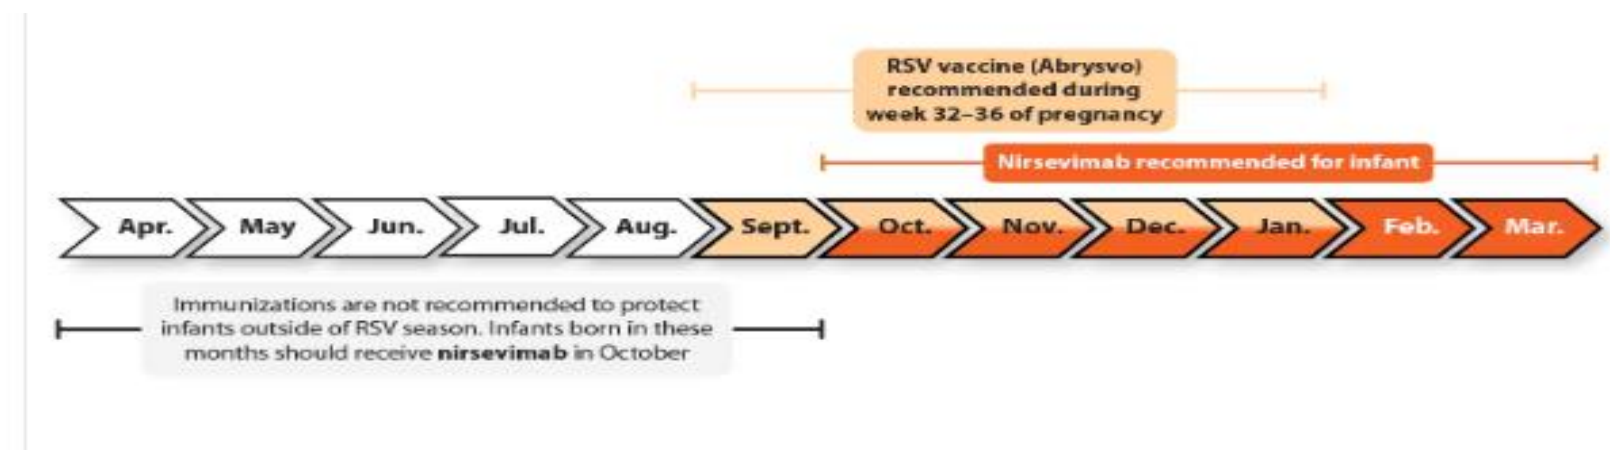 RSV vaccine (Abrysvo)
recommended during
week 32–36 of pregnancy
Nirsevimab recommended for infant
Apr. May Jun. Jul. Aug. Sept. Oct. Nov. Dec. Jan. Feb. Mar.
Immunizations are not recommended to protect
infants outside of RSV season. Infants born in these
months should receive nirsevimab in October